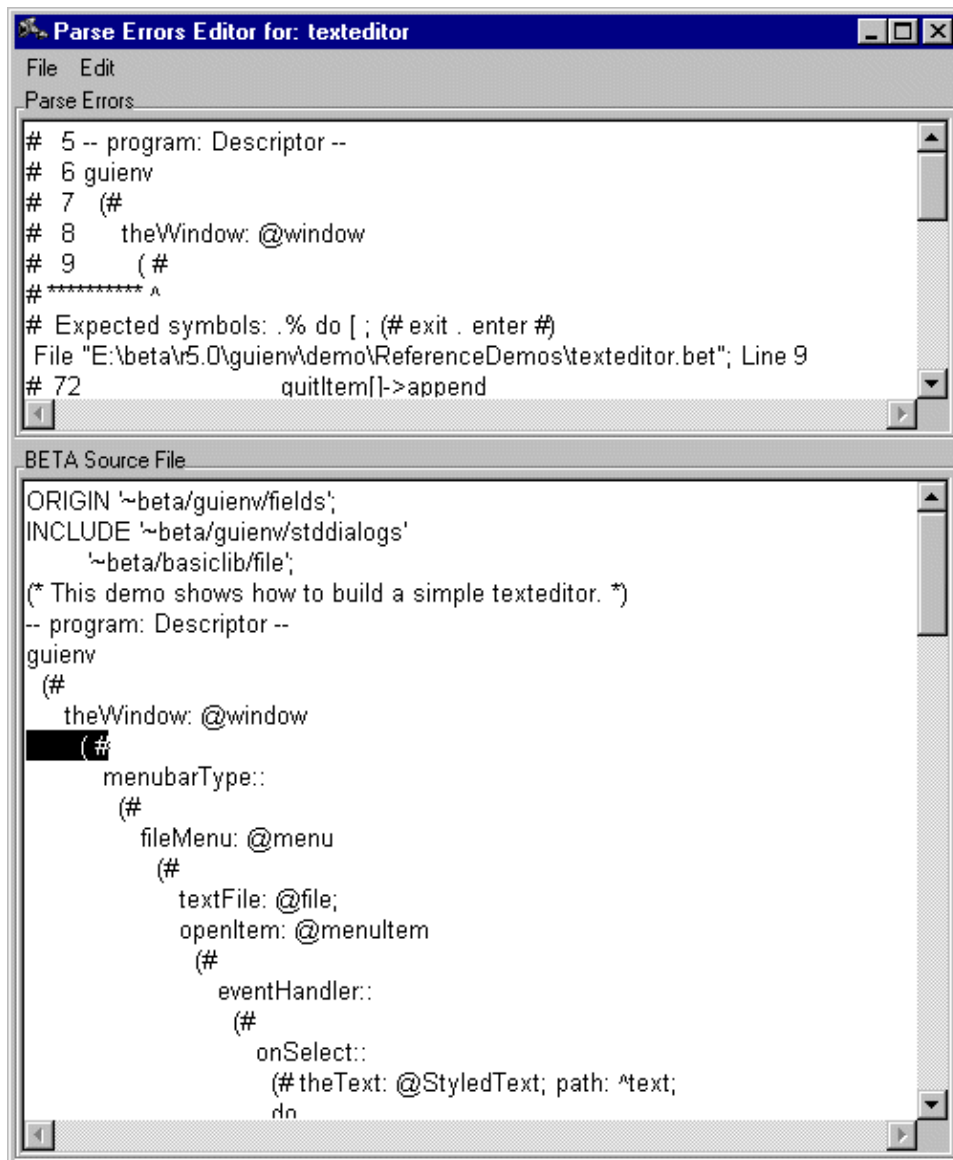 Parse Errors Editor for: texteditor
File Edit
Parse Errors
# 5 -- program: Descriptor --
# 6 guienv
# 7 (#
# 8 theWindow: @window
# 9 ( #
# ********** ^
# Expected symbols: .% do [ ; (# exit . enter #)
File "E:\beta\r5.0\guienv\demo\ReferenceDemos\texteditor.bet"; Line 9
# 72 quitItem[]->append
BETA Source File
ORIGIN '~beta/guienv/fields';
INCLUDE '~beta/guienv/stddialogs'
'~beta/basiclib/file';
(* This demo shows how to build a simple texteditor. *)
-- program: Descriptor --
guienv
(#
theWindow: @window
( #
menubarType::
(#
fileMenu: @menu
(#
textFile: @file;
openItem: @menuItem
(#
eventHandler::
(#
onSelect::
(# theText: @StyledText; path: ^text;
do